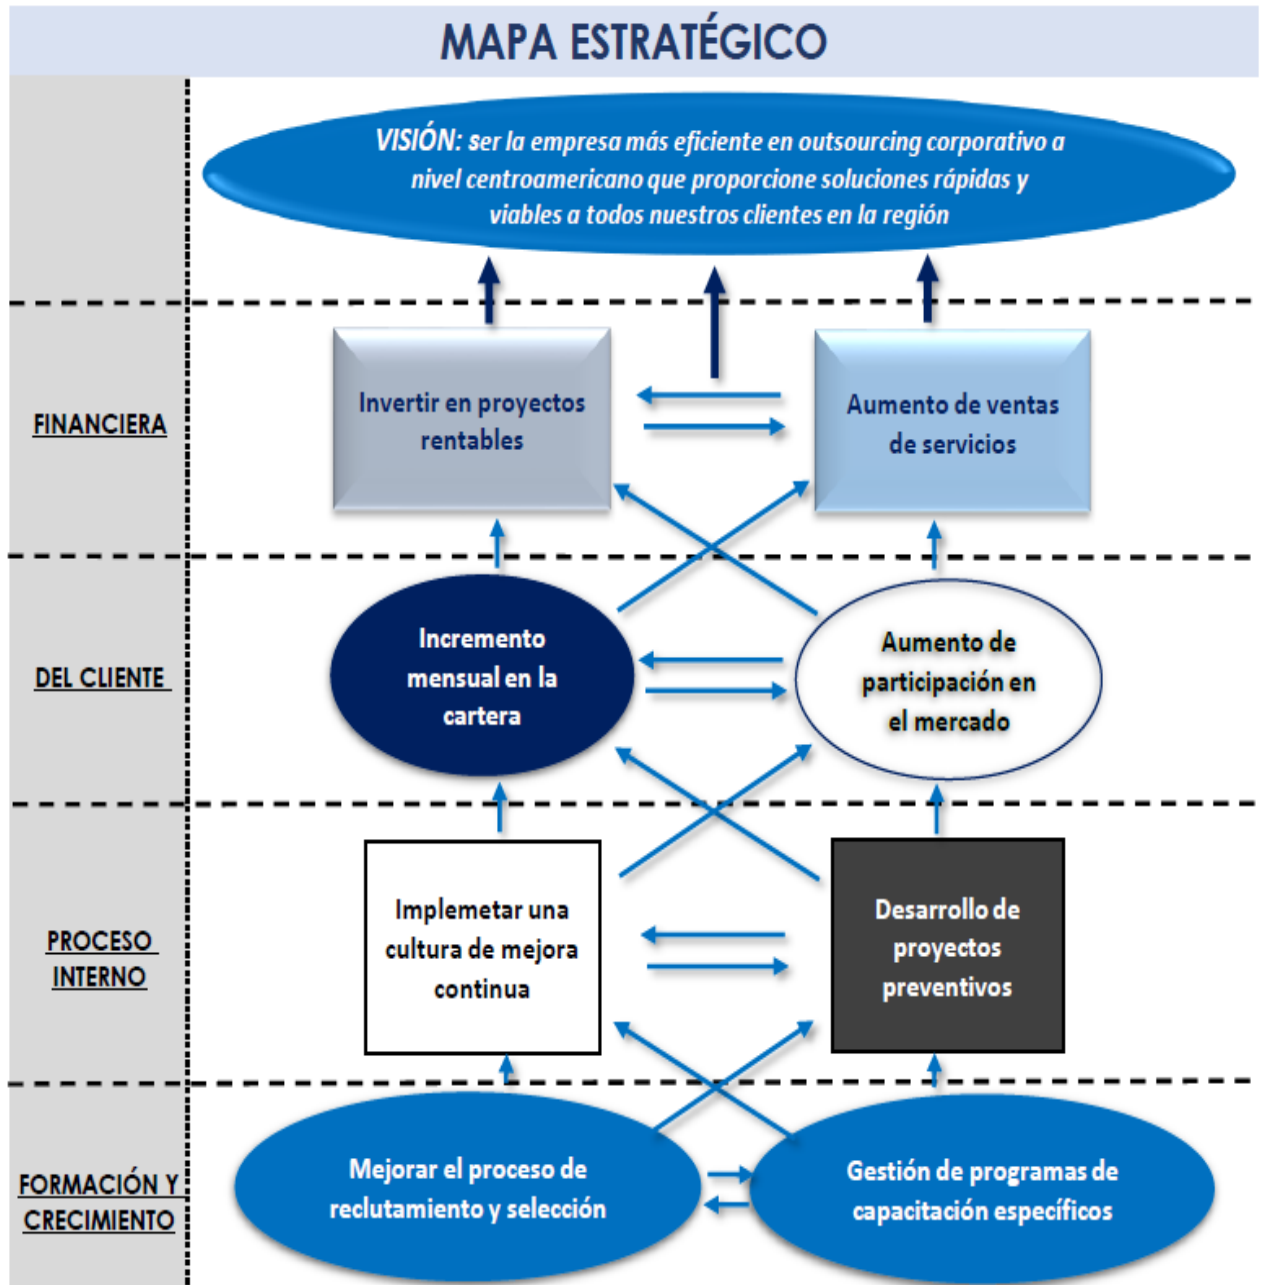 MAPA ESTRATÉGICO
VISIÓN: ser la empresa más eficiente en outsourcing corporativo a
nivel centroamericano que proporcione soluciones rápidas y
viables a todos nuestros clientes en la región
FINANCIERA
Invertir en proyectos
rentables
Aumento de ventas
de servicios
DEL CLIENTE
Incremento
mensual en la
cartera
Aumento de
participación en
el mercado
PROCESO
INTERNO
Implemetar una
cultura de mejora
continua
Desarrollo de
proyectos
preventivos
FORMACIÓN Y
CRECIMIENTO
Mejorar el proceso de
reclutamiento y selección
Gestión de programas de
capacitación específicos